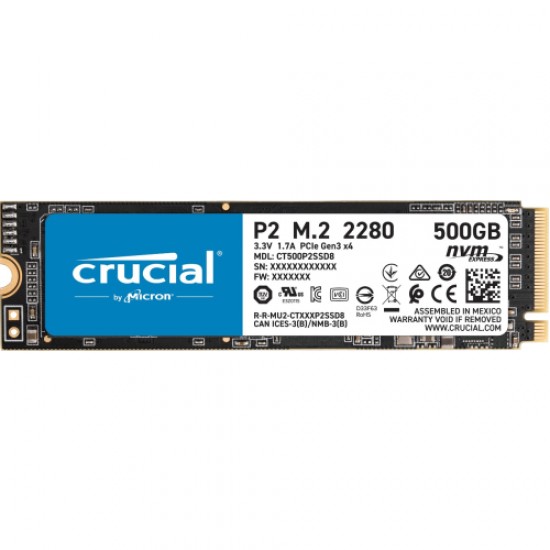 crucial
by Micron
P2 M.2 2280 500GB
3.3V 1.7A PCIe Gen3 x4
MDL: CT500P2SSD8
SN: XXXXXXXXXXXX
FW: XXXXXXX
nvm
EXPRESS
D33F63
RoHS
R-R-MU2-CTXXXP2SSD8
CAN ICES-3(B)/NMB-3(B)
ASSEMBLED IN MEXICO
WARRANTY VOID IF REMOVED
WWW.CRUCIAL.COM